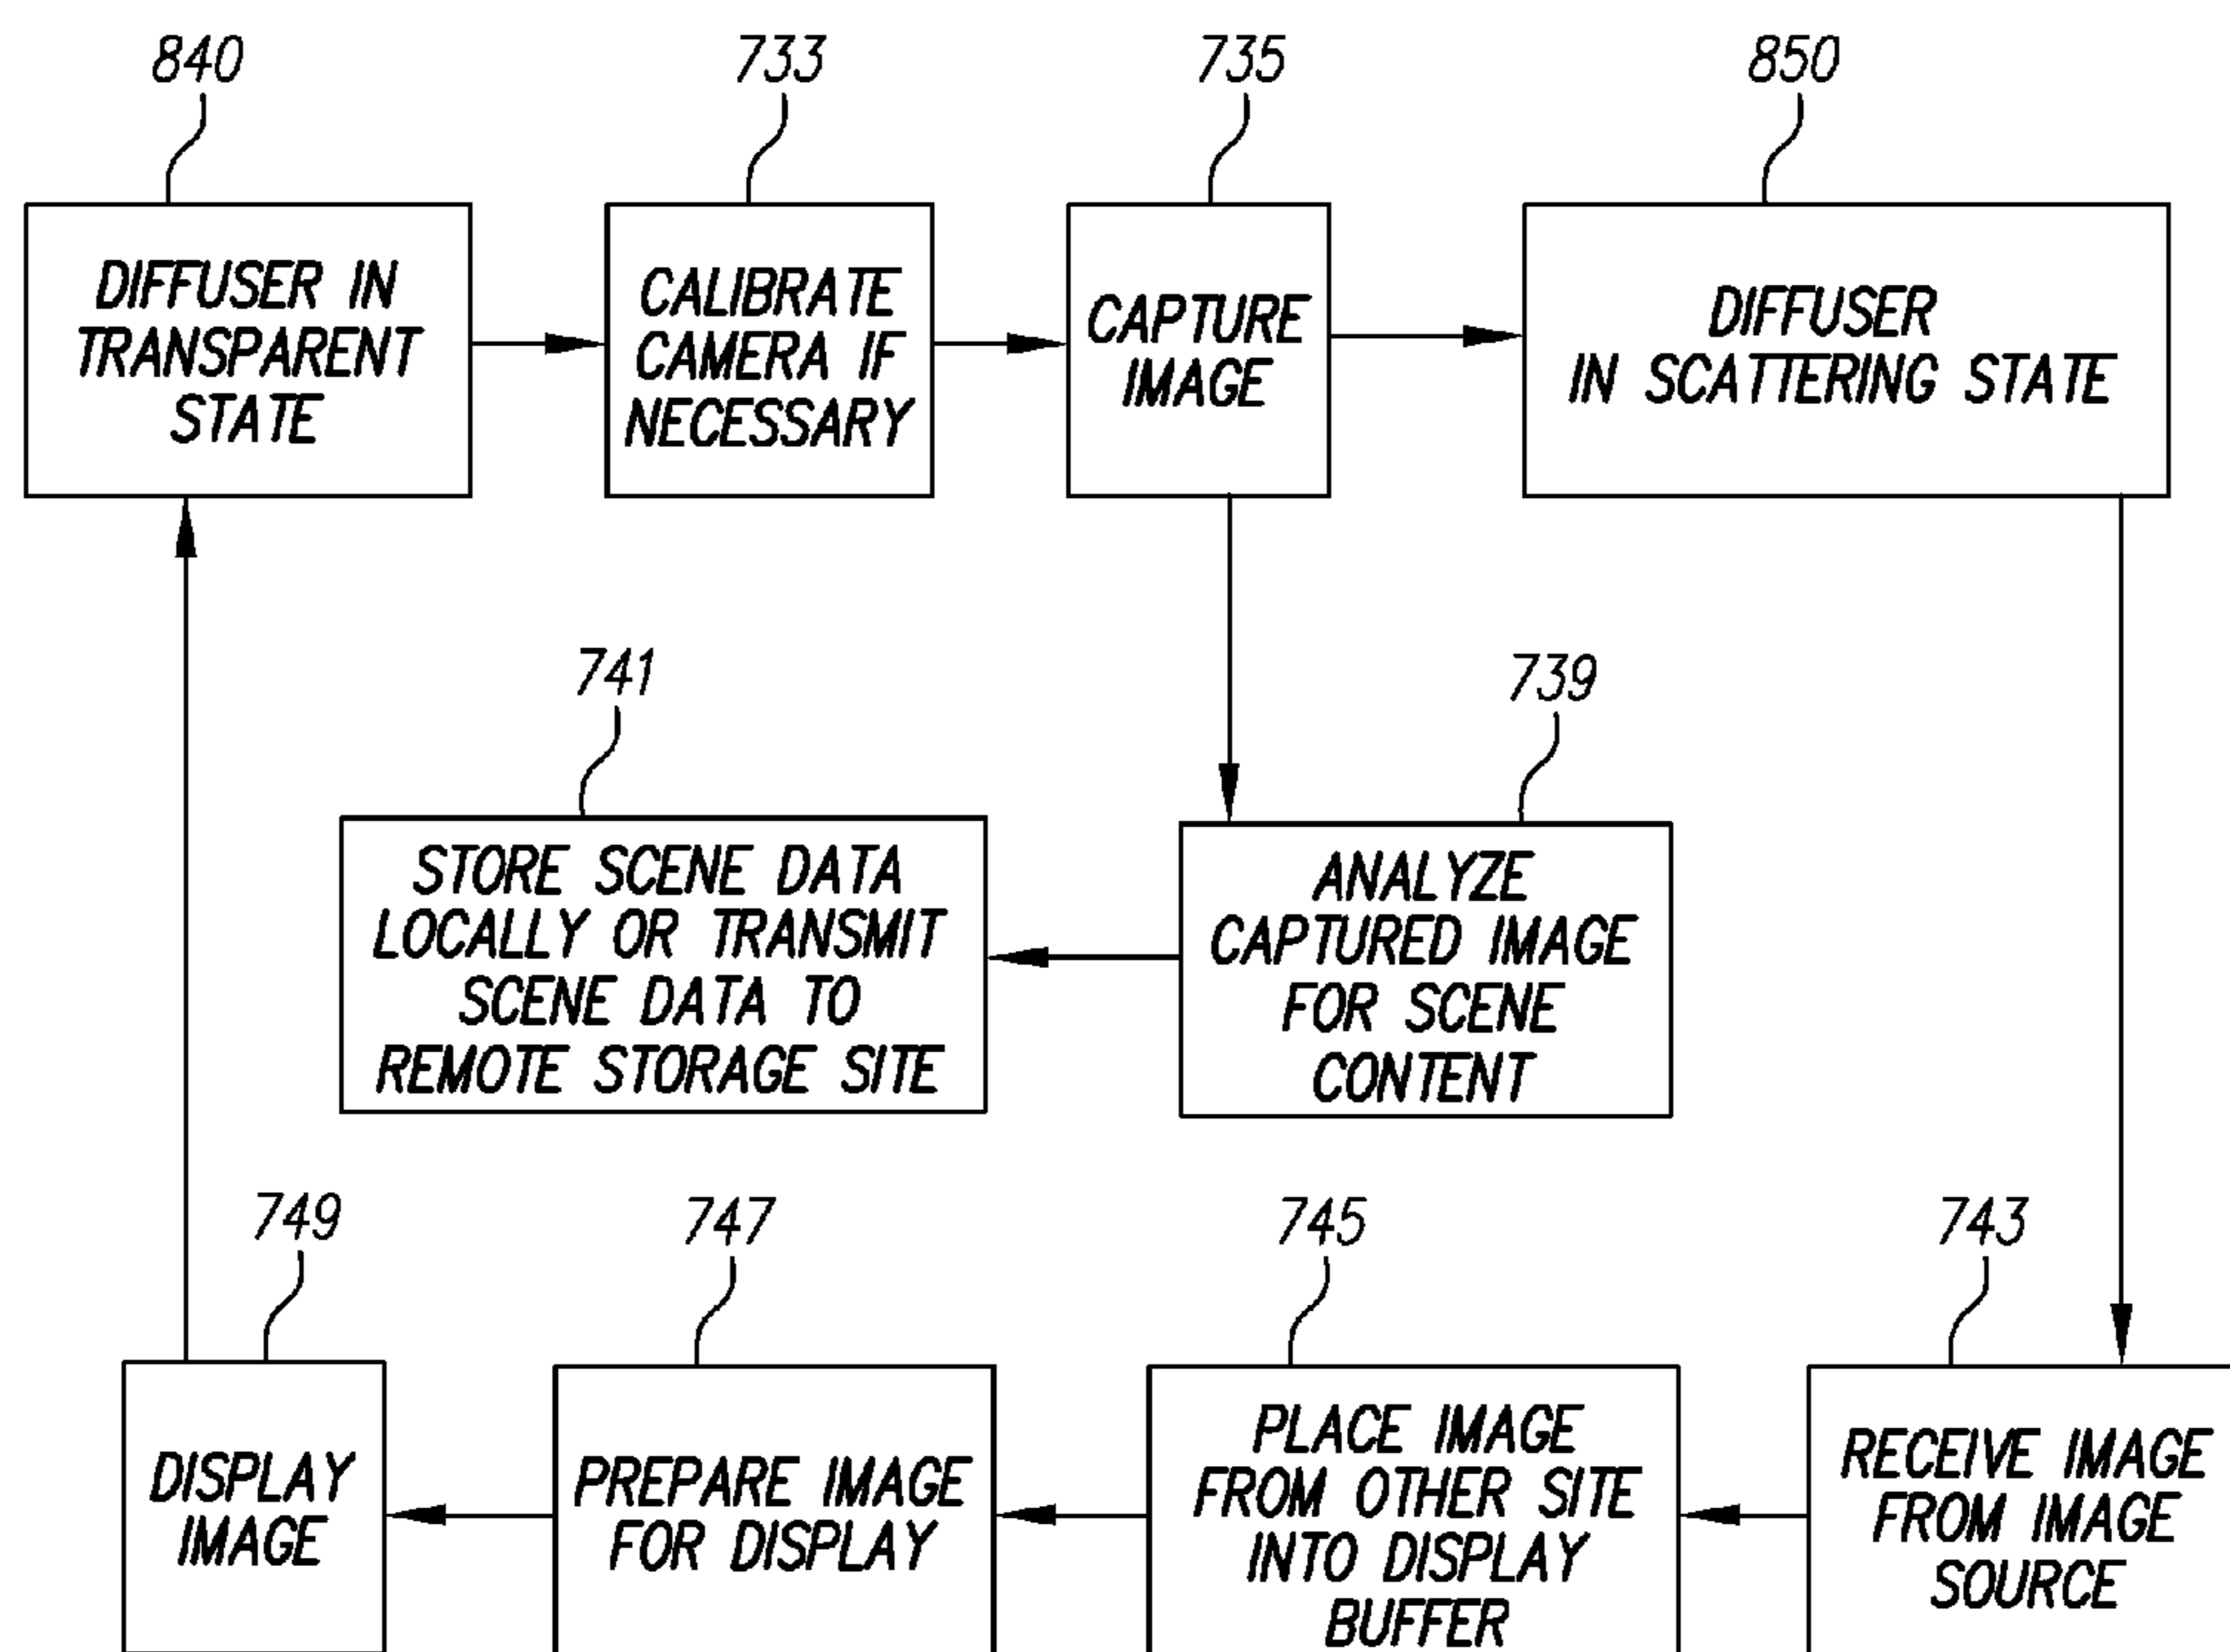 840
733
735
850
DIFFUSER IN
TRANSPARENT
STATE
CALIBRATE
CAMERA IF
NECESSARY
CAPTURE
IMAGE
DIFFUSER
IN SCATTERING STATE
741
739
STORE SCENE DATA
LOCALLY OR TRANSMIT
SCENE DATA TO
REMOTE STORAGE SITE
ANALYZE
CAPTURED IMAGE
FOR SCENE
CONTENT
749
747
745
743
DISPLAY
IMAGE
PREPARE IMAGE
FOR DISPLAY
PLACE IMAGE
FROM OTHER SITE
INTO DISPLAY
BUFFER
RECEIVE IMAGE
FROM IMAGE
SOURCE